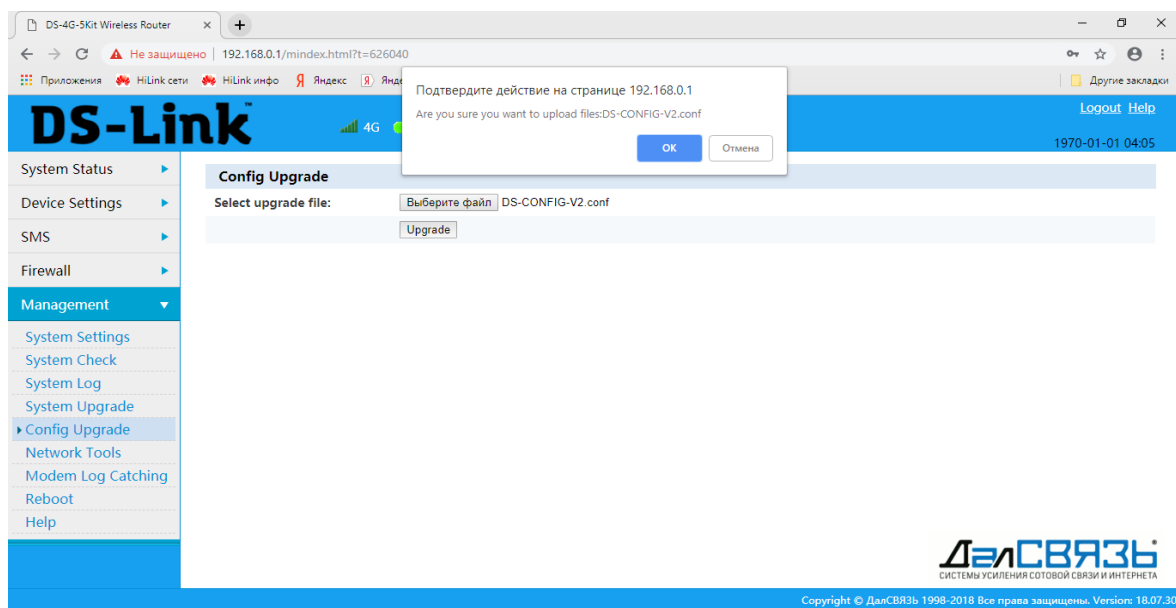 DS-4G-5Kit Wireless Router
Не защищено 192.168.0.1/mindex.html?t=626040
Приложения HiLink сети HiLink инфо Яндекс Янде Другие закладки
Подтвердите действие на странице 192.168.0.1
Are you sure you want to upload files:DS-CONFIG-V2.conf
ОК Отмена
DS-Link
4G
Logout Help
1970-01-01 04:05
System Status
Device Settings
SMS
Firewall
Management
System Settings
System Check
System Log
System Upgrade
Config Upgrade
Network Tools
Modem Log Catching
Reboot
Help
Config Upgrade
Select upgrade file: Выберите файл DS-CONFIG-V2.conf
Upgrade
ДалСВЯЗЬ
СИСТЕМЫ УСИЛЕНИЯ СОТОВОЙ СВЯЗИ И ИНТЕРНЕТА
Copyright © ДалСВЯЗЬ 1998-2018 Все права защищены. Version: 18.07.30